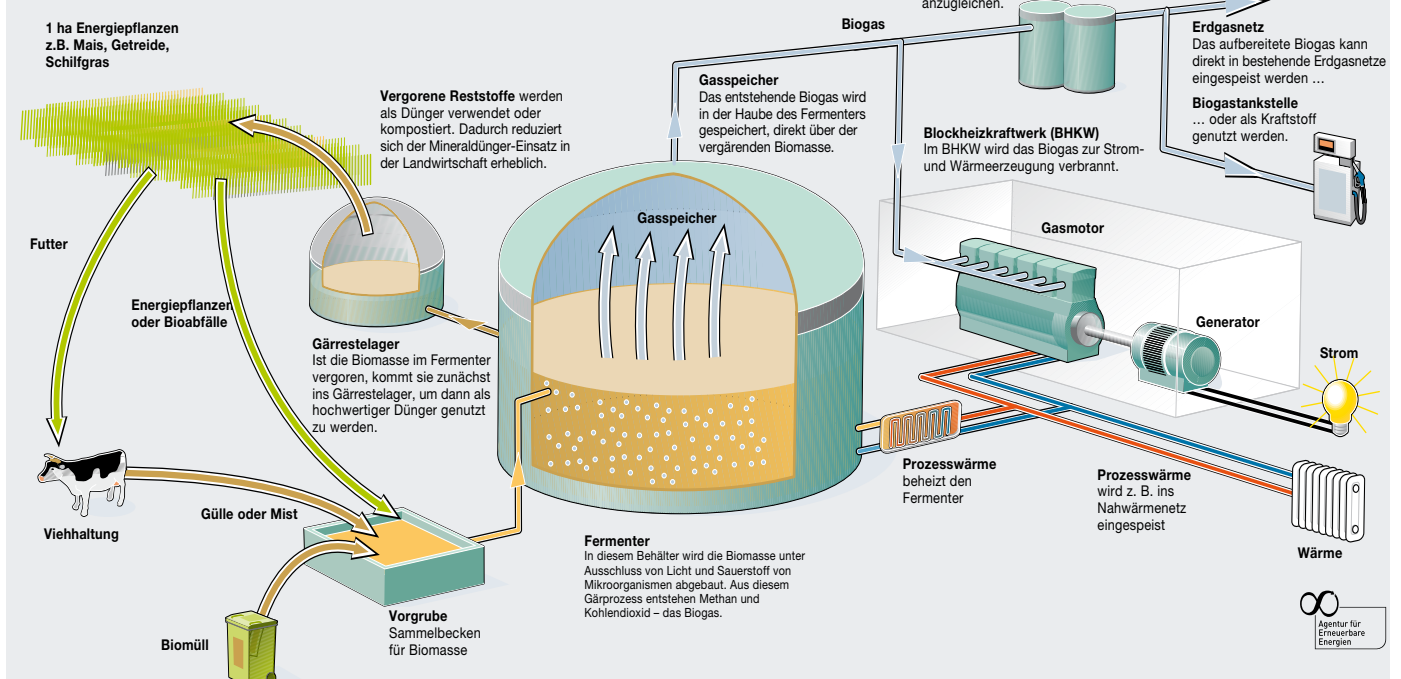 anzugleichen.
1 ha Energiepflanzen
z.B. Mais, Getreide,
Schilfgras
Biogas
Erdgasnetz
Das aufbereitete Biogas kann
direkt in bestehende Erdgasnetze
eingespeist werden ...
Biogastankstelle
... oder als Kraftstoff
genutzt werden.
Vergorene Reststoffe werden
als Dünger verwendet oder
kompostiert. Dadurch reduziert
sich der Mineraldünger-Einsatz in
der Landwirtschaft erheblich.
Gasspeicher
Das entstehende Biogas wird
in der Haube des Fermenters
gespeichert, direkt über der
vergärenden Biomasse.
Blockheizkraftwerk (BHKW)
Im BHKW wird das Biogas zur Strom-
und Wärmeerzeugung verbrannt.
Gasspeicher
Gasmotor
Futter
Energiepflanzen
oder Bioabfälle
Generator
Strom
Gärrestelager
Ist die Biomasse im Fermenter
vergoren, kommt sie zunächst
ins Gärrestelager, um dann als
hochwertiger Dünger genutzt
zu werden.
Prozesswärme
beheizt den
Fermenter
Prozesswärme
wird z. B. ins
Nahwärmenetz
eingespeist
Gülle oder Mist
Viehhaltung
Wärme
Fermenter
In diesem Behälter wird die Biomasse unter
Ausschluss von Licht und Sauerstoff von
Mikroorganismen abgebaut. Aus diesem
Gärprozess entstehen Methan und
Kohlendioxid – das Biogas.
Vorgrube
Sammelbecken
für Biomasse
Biomüll
Agentur für
Erneuerbare
Energien